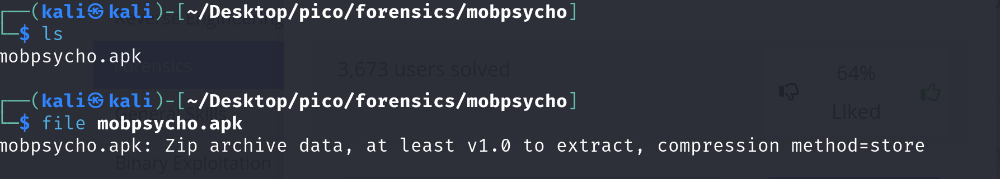 ┌──(kali㉿kali)-[~/Desktop/pico/forensics/mobpsycho]
Reverse Engineering
└─$ ls
mobpsycho.apk
Forensics
3,673 users solved
64%
Liked
┌──(kali㉿kali)-[~/Desktop/pico/forensics/mobpsycho]
General Skills
└─$ file mobpsycho.apk
mobpsycho.apk: Zip archive data, at least v1.0 to extract, compression method=store
Binary Exploitation